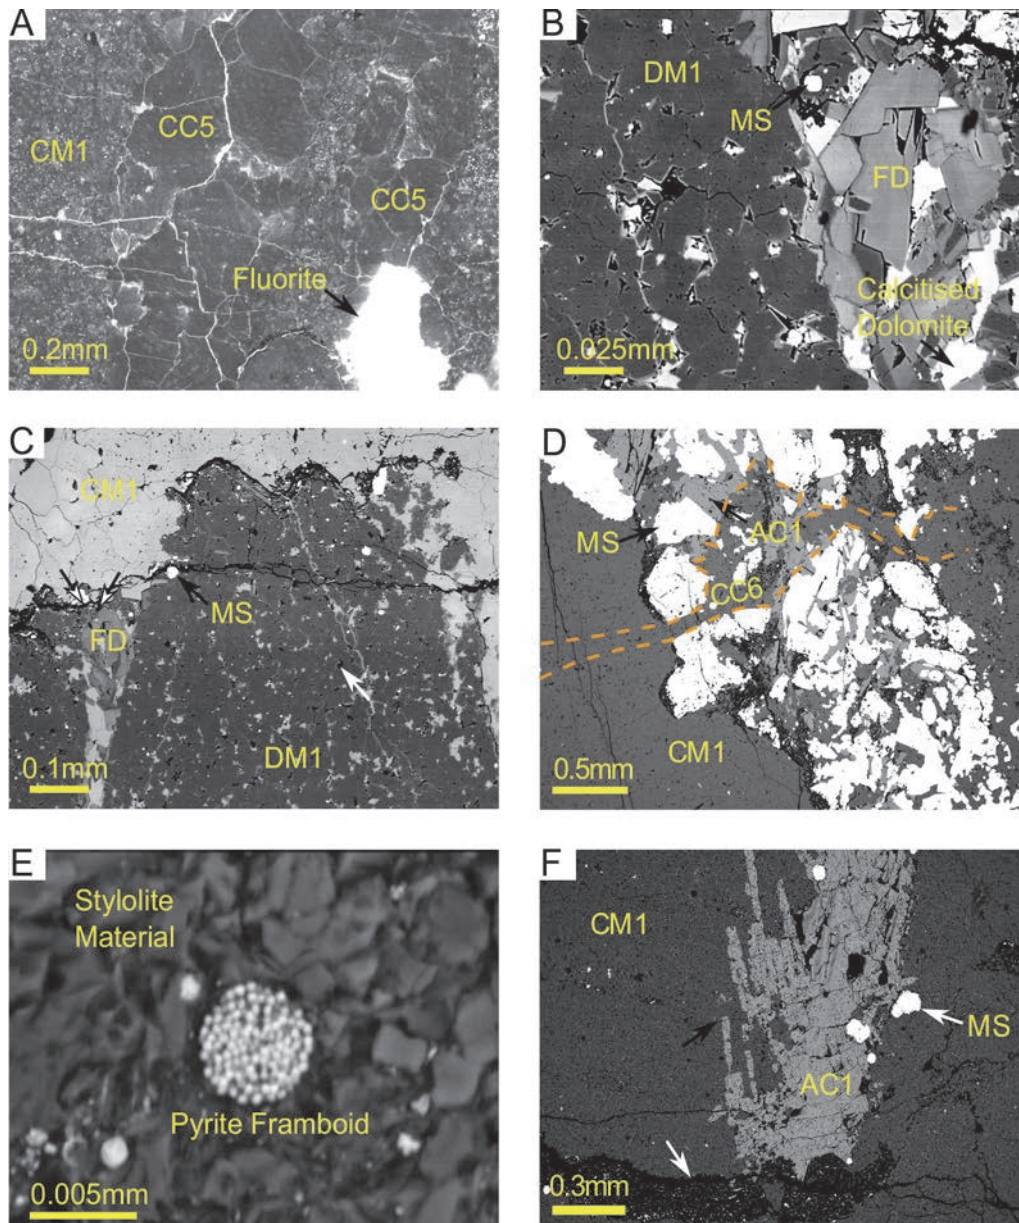 A
CC5
CM1
CC5
Fluorite
0.2mm
B
DM1
MS
FD
Calcitised
Dolomite
0.025mm
C
CM1
MS
FD
DM1
0.1mm
D
MS
AC1
CC6
CM1
0.5mm
E
Stylolite
Material
Pyrite Framboid
0.005mm
F
CM1
MS
AC1
0.3mm